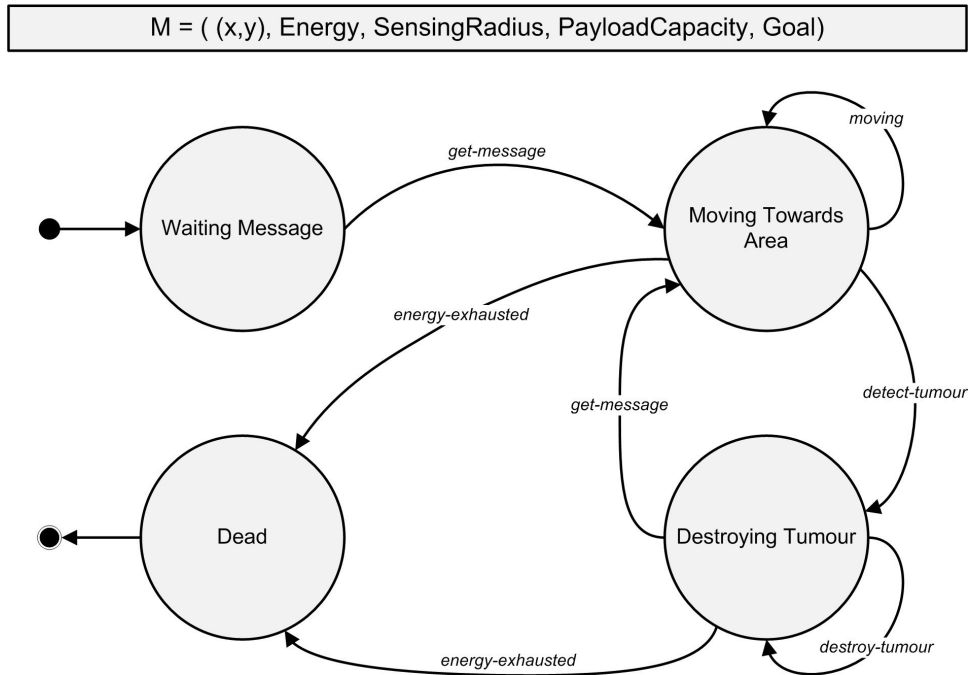 M = ( (x,y), Energy, SensingRadius, PayloadCapacity, Goal)
moving
get-message
Waiting Message
Moving Towards
Area
energy-exhausted
get-message
detect-tumour
Dead
Destroying Tumour
destroy-tumour
energy-exhausted